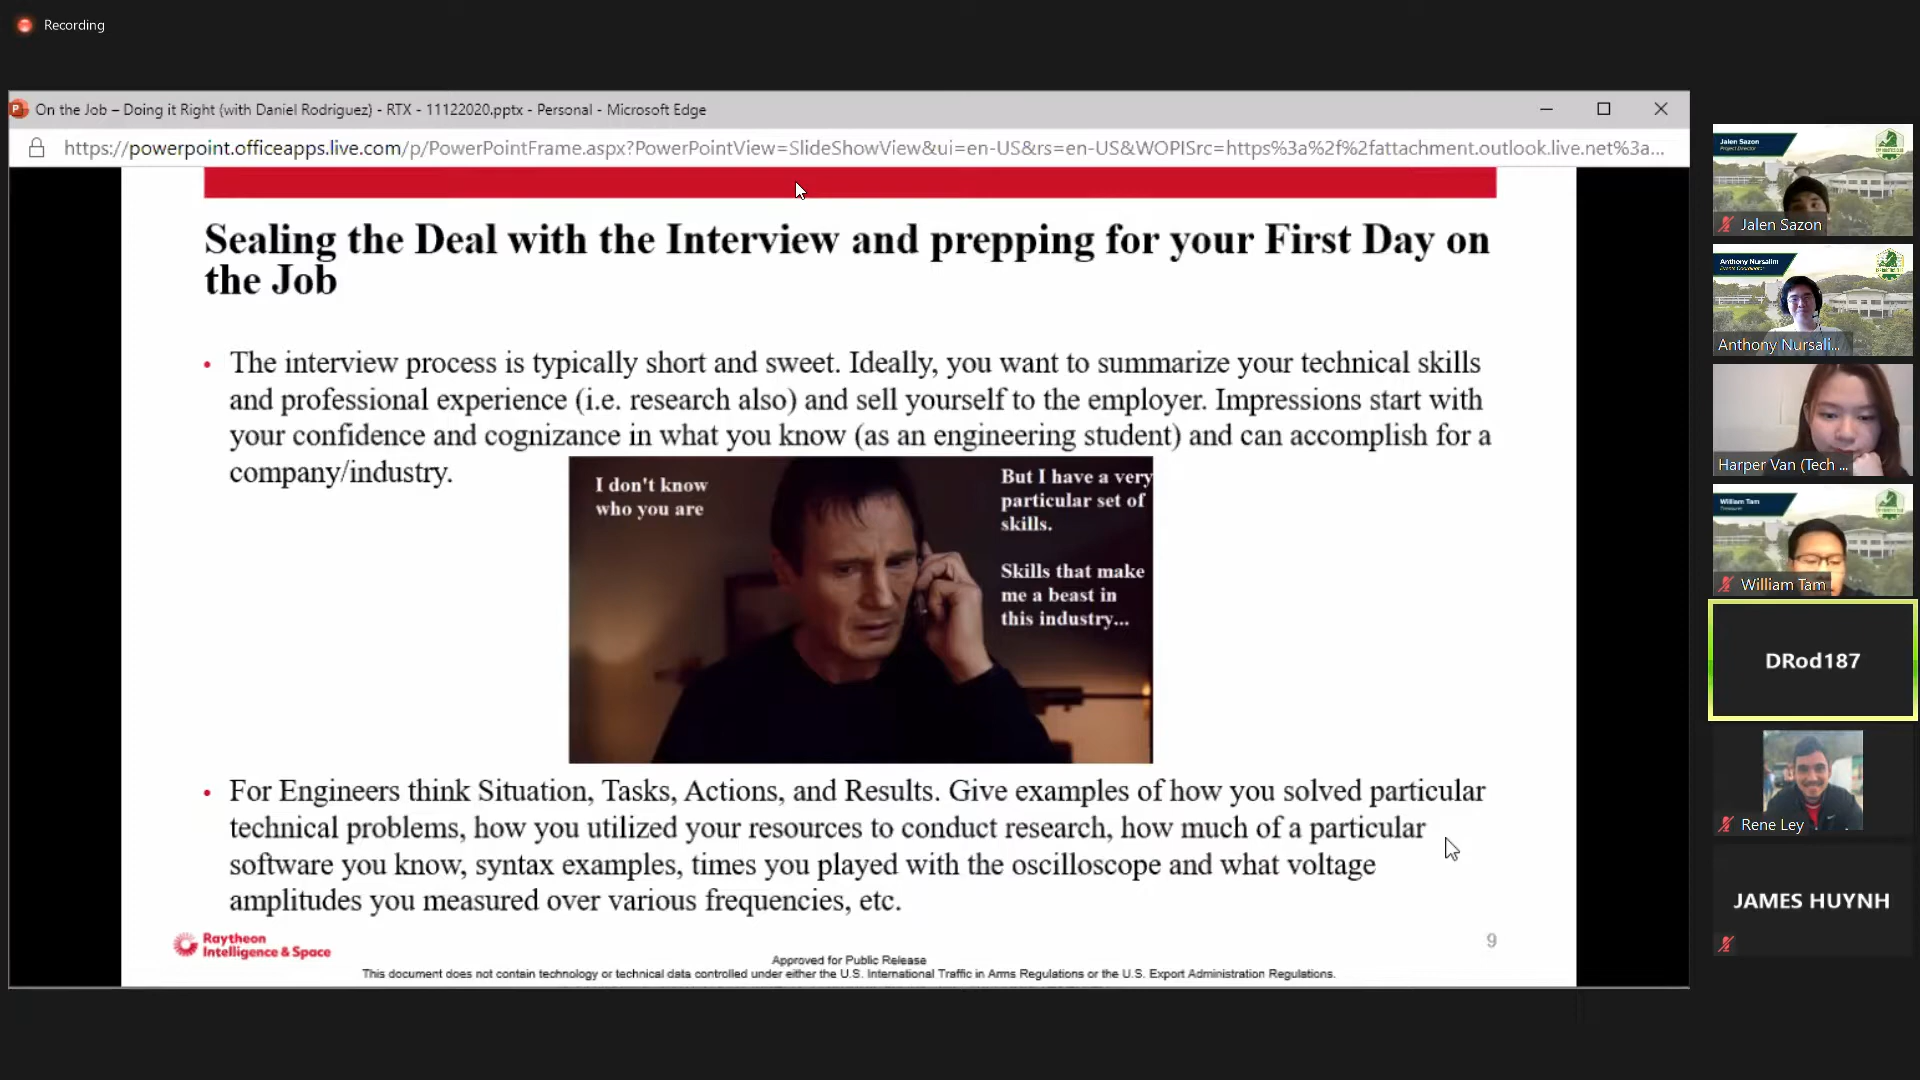 Recording
On the Job – Doing it Right (with Daniel Rodriguez) - RTX - 11122020.pptx - Personal - Microsoft Edge
https://powerpoint.officeapps.live.com/p/PowerPointFrame.aspx?PowerPointView=SlideShowView&ui=en-US&rs=en-US&WOPISrc=https%3a%2f%2fattachment.outlook.live.net%3a...
Sealing the Deal with the Interview and prepping for your First Day on
the Job
• The interview process is typically short and sweet. Ideally, you want to summarize your technical skills
and professional experience (i.e. research also) and sell yourself to the employer. Impressions start with
your confidence and cognizance in what you know (as an engineering student) and can accomplish for a
company/industry.
I don't know
who you are
But I have a very
particular set of
skills.
Skills that make
me a beast in
this industry...
• For Engineers think Situation, Tasks, Actions, and Results. Give examples of how you solved particular
technical problems, how you utilized your resources to conduct research, how much of a particular
software you know, syntax examples, times you played with the oscilloscope and what voltage
amplitudes you measured over various frequencies, etc.
Raytheon
Intelligence & Space
9
Approved for Public Release
This document does not contain technology or technical data controlled under either the U.S. International Traffic in Arms Regulations or the U.S. Export Administration Regulations.
Jalen Sazon
Project Director
Jalen Sazon
Anthony Nursalim
Events Coordinator
Anthony Nursali...
Harper Van (Tech ...
William Tam
Treasurer
William Tam
DRod187
Rene Ley
JAMES HUYNH